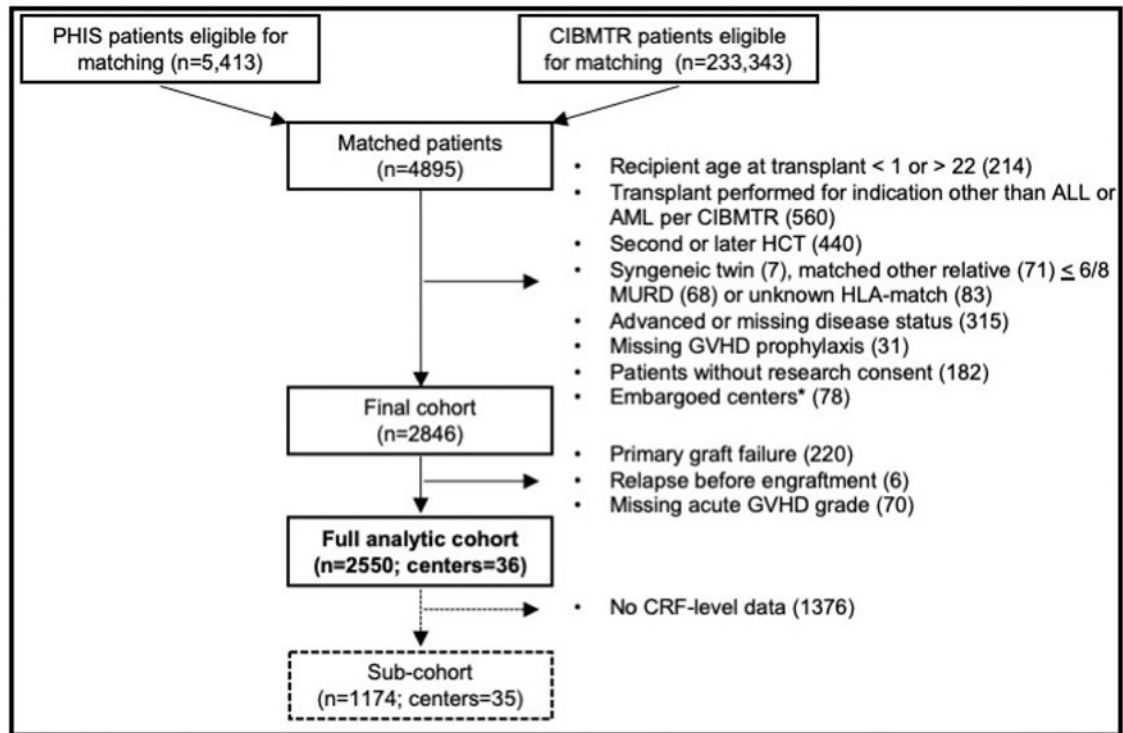 PHIS patients eligible for
matching (n=5,413)
CIBMTR patients eligible
for matching (n=233,343)
Matched patients
(n=4895)
• Recipient age at transplant < 1 or > 22 (214)
• Transplant performed for indication other than ALL or
AML per CIBMTR (560)
• Second or later HCT (440)
• Syngeneic twin (7), matched other relative (71) ≤ 6/8
MURD (68) or unknown HLA-match (83)
• Advanced or missing disease status (315)
• Missing GVHD prophylaxis (31)
• Patients without research consent (182)
• Embargoed centers* (78)
Final cohort
(n=2846)
• Primary graft failure (220)
• Relapse before engraftment (6)
• Missing acute GVHD grade (70)
Full analytic cohort
(n=2550; centers=36)
• No CRF-level data (1376)
Sub-cohort
(n=1174; centers=35)